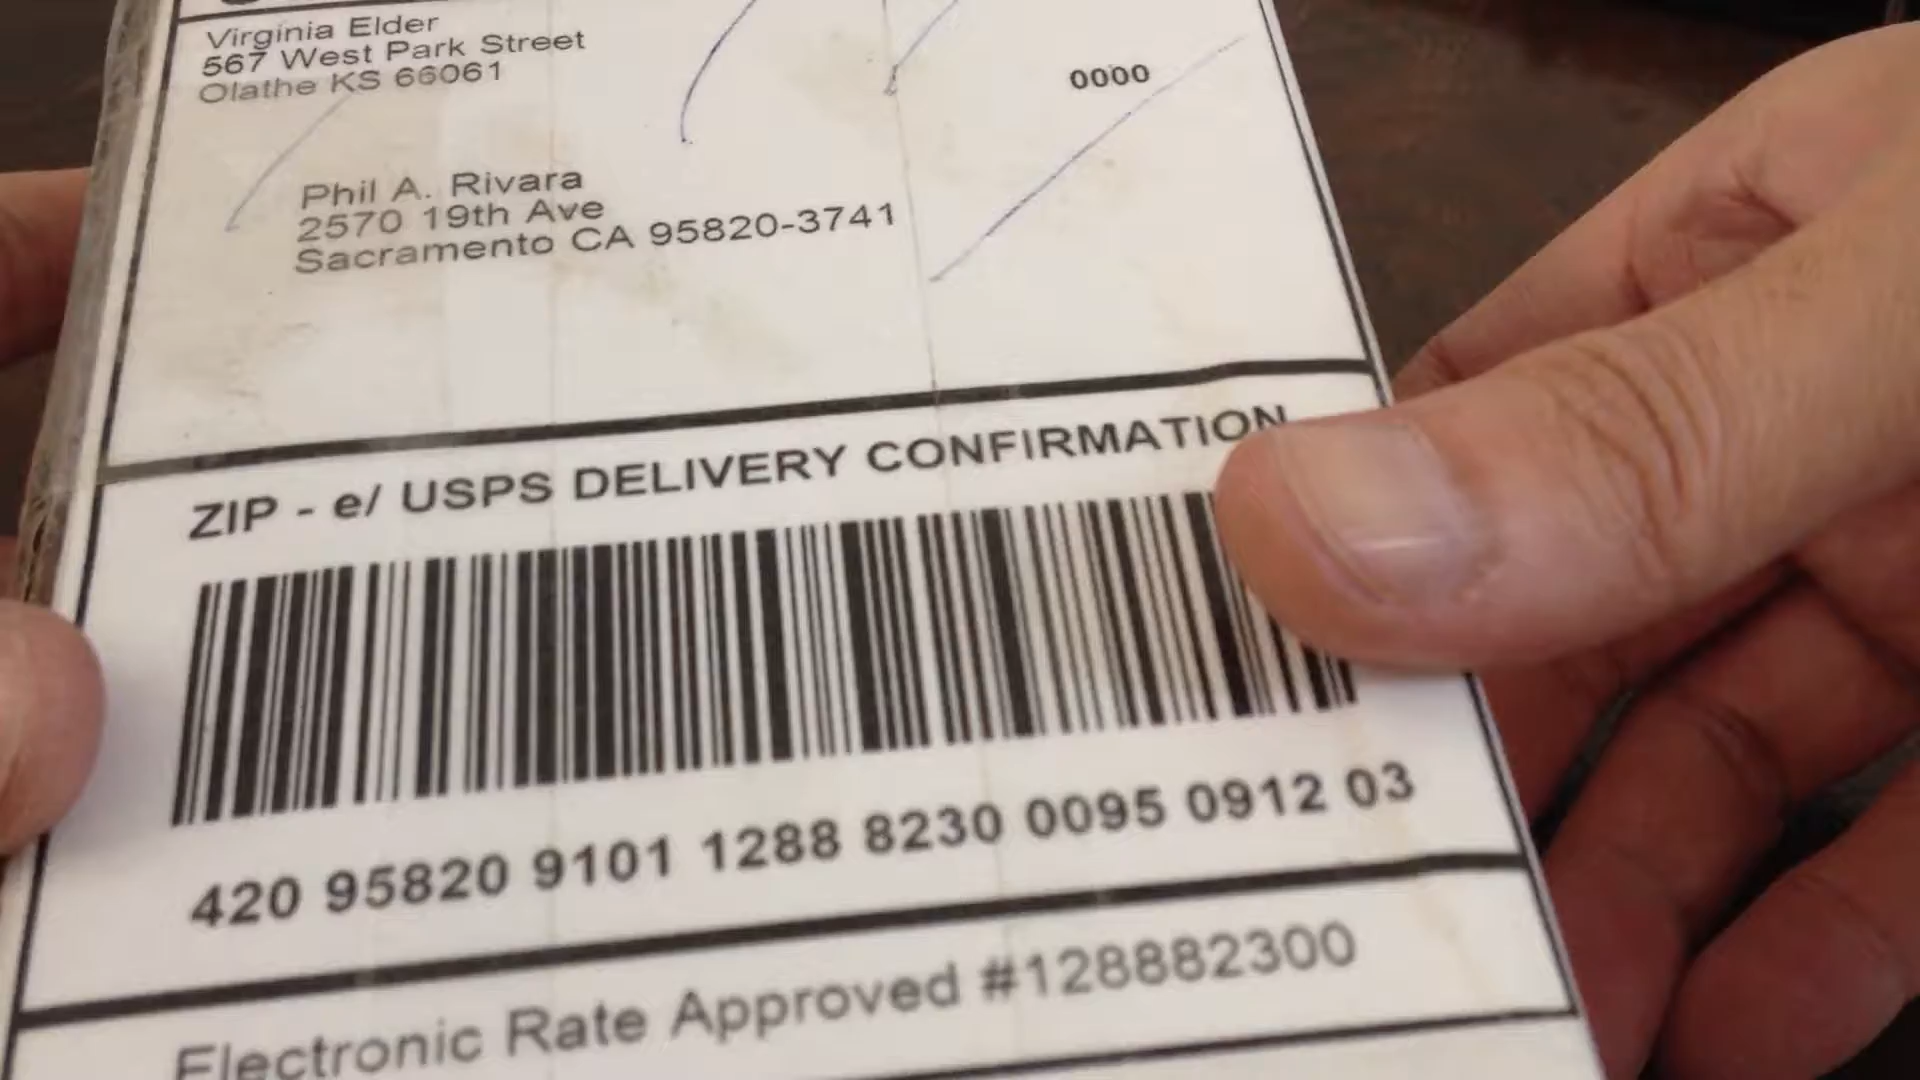 Virginia Elder
567 West Park Street
Olathe KS 66061
0000
Phil A. Rivara
2570 19th Ave
Sacramento CA 95820-3741
ZIP - e/ USPS DELIVERY CONFIRMATION
420 95820 9101 1288 8230 0095 0912 03
Electronic Rate Approved #128882300